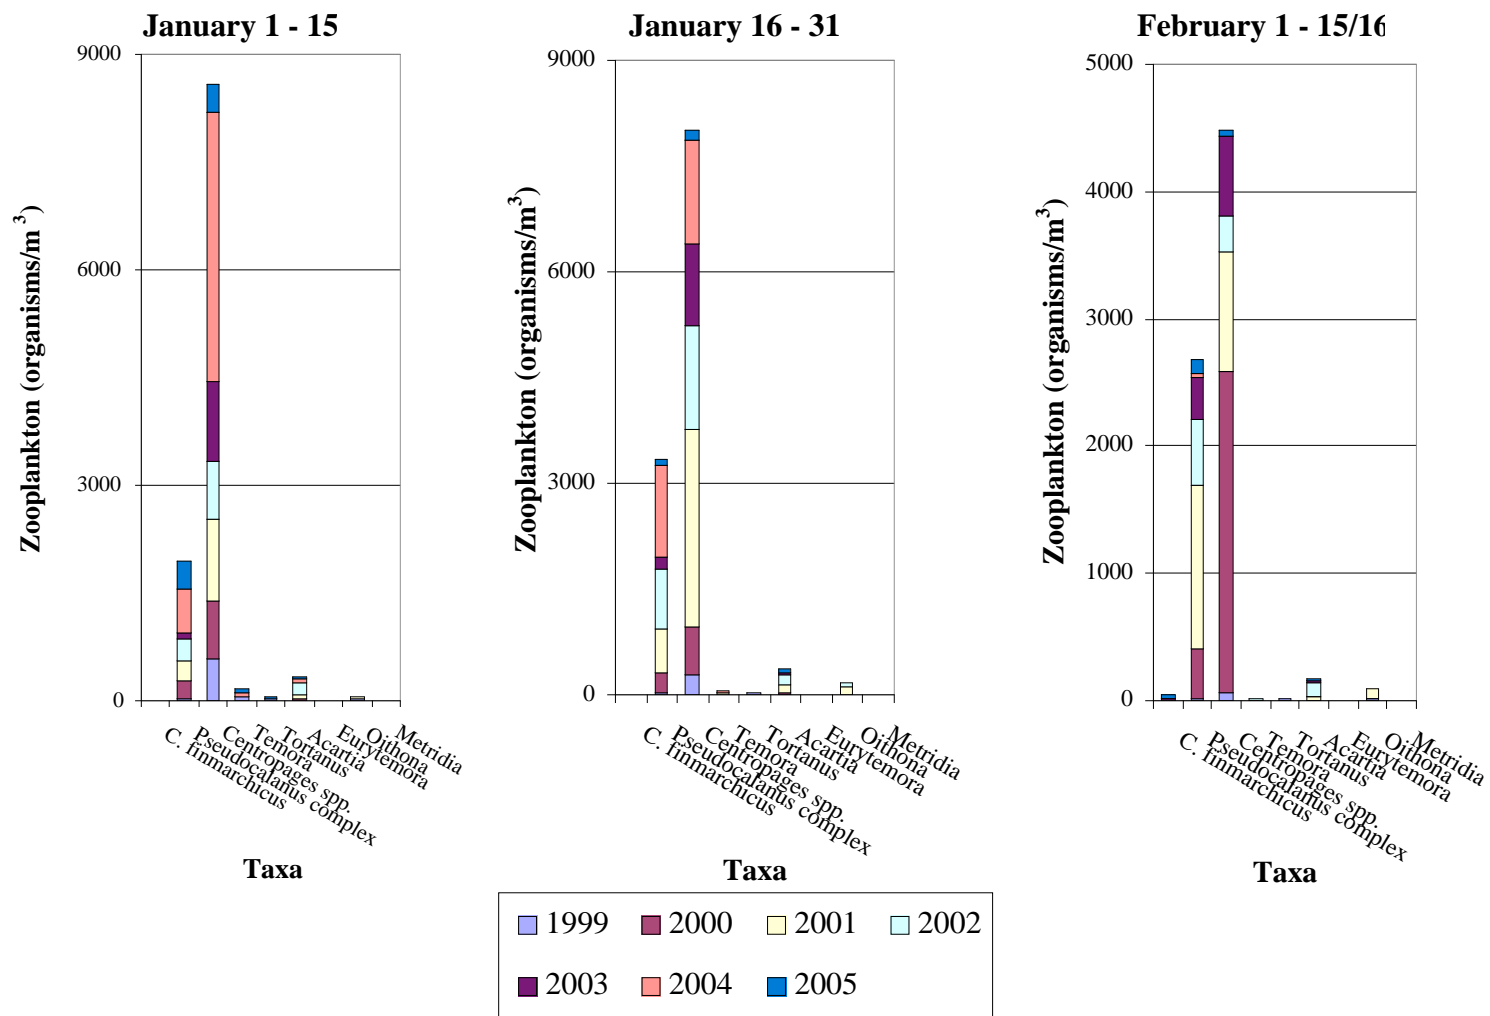 January 1 - 15
9000
6000
3000
0
Zooplankton (organisms/m 3)
C. finmarchicus
Pseudocalanus complex
Centropages spp.
Temora
Tortanus
Acartia
Eurytemora
Oithona
Metridia
Taxa
January 16 - 31
9000
6000
3000
0
Zooplankton (organisms/m3)
C. finmarchicus
Pseudocalanus complex
Centropages spp.
Temora
Tortanus
Acartia
Eurytemora
Oithona
Metridia
Taxa
February 1 - 15/16
5000
4000
3000
2000
1000
0
Zooplankton (organisms/m3)
C. finmarchicus
Pseudocalanus complex
Centropages spp.
Temora
Tortanus
Acartia
Eurytemora
Oithona
Metridia
Taxa
1999 2000 2001 2002
2003 2004 2005